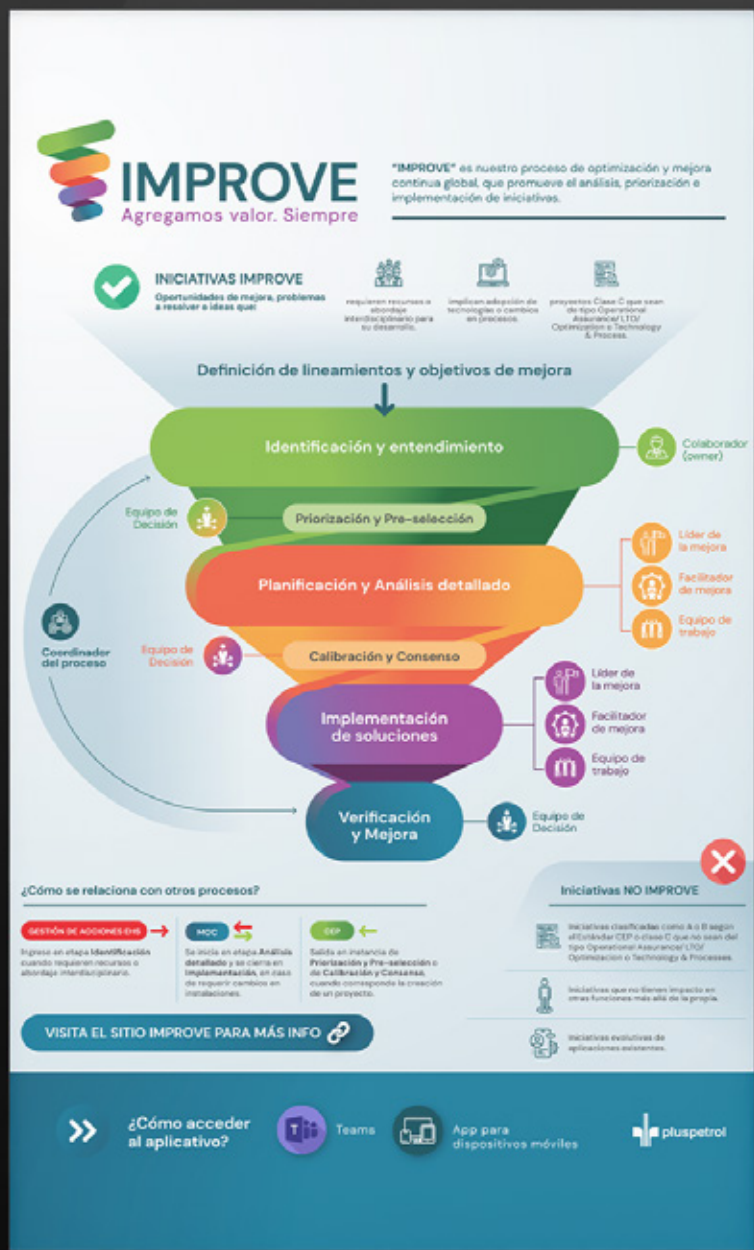 IMPROVE
Agregamos valor. Siempre
"IMPROVE" es nuestro proceso de optimización y mejora
continua global, que promueve el análisis, priorización e
implementación de iniciativas.
INICIATIVAS IMPROVE
Oportunidades de mejora, problemas
a resolver o ideas que:
requieren recursos o
abordaje
interdisciplinario para
su desarrollo.
implican adopción de
tecnologías o cambios
en procesos.
proyectos Clase C que sean
de tipo Operational
Assurance/ LTO/
Optimization o Technology
& Process.
Definición de lineamientos y objetivos de mejora
Identificación y entendimiento
Colaborador
(owner)
Equipo de
Decisión
Priorización y Pre-selección
Planificación y Análisis detallado
Líder de
la mejora
Facilitador
de mejora
Equipo de
trabajo
Coordinador
del proceso
Equipo de
Decisión
Calibración y Consenso
Implementación
de soluciones
Líder de
la mejora
Facilitador
de mejora
Equipo de
trabajo
Verificación
y Mejora
Equipo de
Decisión
¿Cómo se relaciona con otros procesos?
GESTIÓN DE ACCIONES EHS
Ingreso en etapa Identificación
cuando requieren recursos o
abordaje interdisciplinario.
MOC
Se inicia en etapa Análisis
detallado y se cierra en
Implementación, en caso
de requerir cambios en
instalaciones.
CEP
Salida en instancia de
Priorización y Pre-selección o
de Calibración y Consenso,
cuando corresponde la creación
de un proyecto.
Iniciativas NO IMPROVE
Iniciativas clasificadas como A o B según
el Estándar CEP o clase C que no sean del
tipo Operational Assurance/ LTO/
Optimización o Technology & Processes.
Iniciativas que no tienen impacto en
otras funciones más allá de la propia.
Iniciativas evolutivas de
aplicaciones existentes.
VISITA EL SITIO IMPROVE PARA MÁS INFO
¿Cómo acceder
al aplicativo?
Teams
App para
dispositivos móviles
pluspetrol